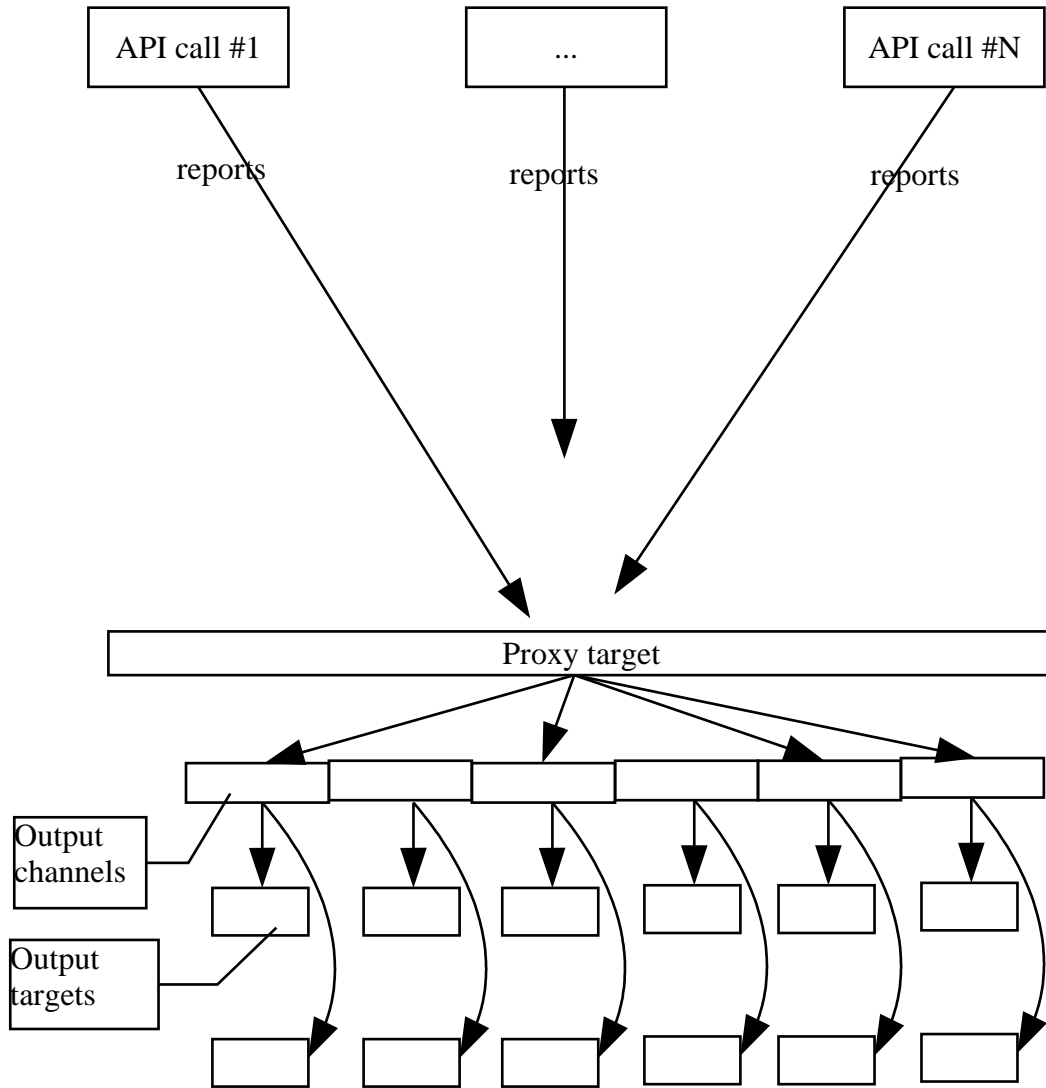 API call #1
...
API call #N
reports
reports
reports
Proxy target
Output
channels
Output
targets